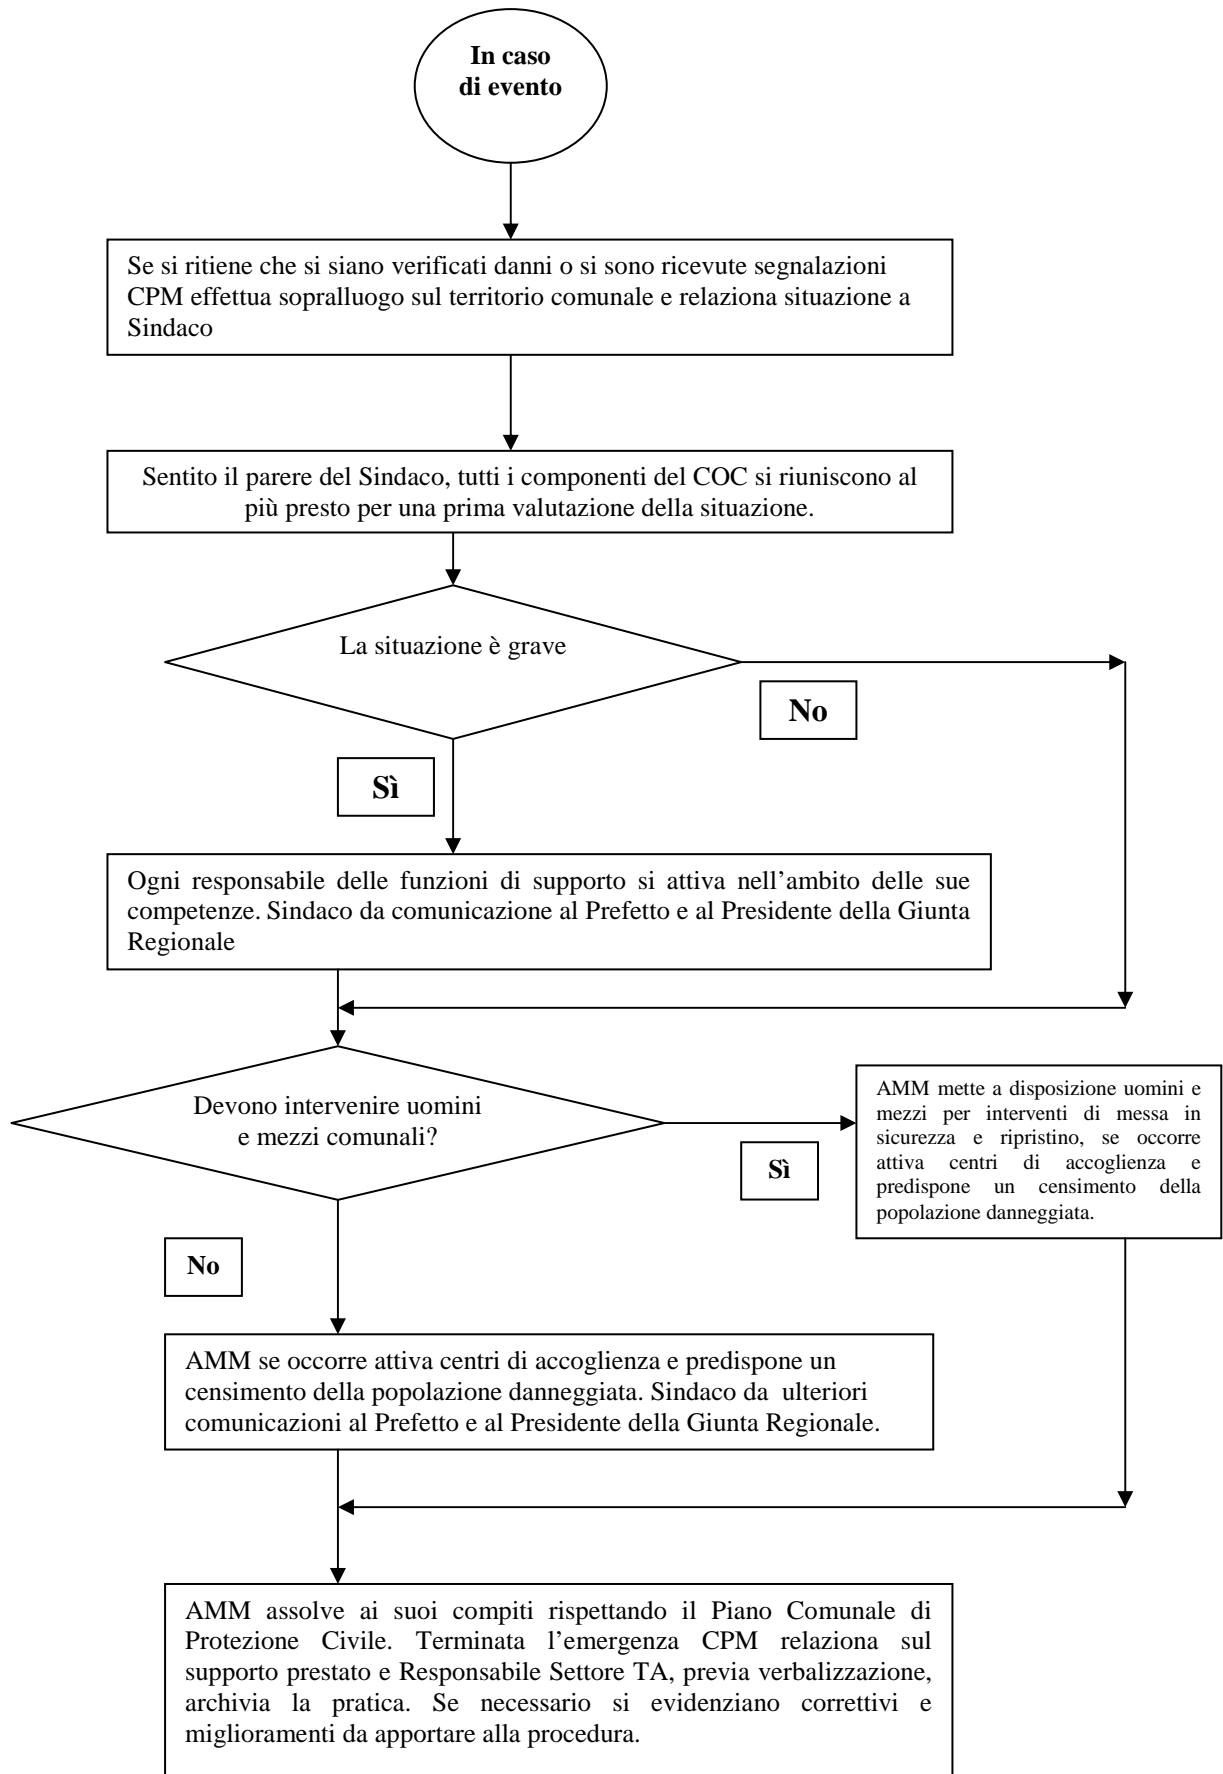 In caso
di evento
Se si ritiene che si siano verificati danni o si sono ricevute segnalazioni
CPM effettua sopralluogo sul territorio comunale e relaziona situazione a
Sindaco
Sentito il parere del Sindaco, tutti i componenti del COC si riuniscono al
più presto per una prima valutazione della situazione.
La situazione è grave
No
Sì
Ogni responsabile delle funzioni di supporto si attiva nell’ambito delle sue
competenze. Sindaco da comunicazione al Prefetto e al Presidente della Giunta
Regionale
Devono intervenire uomini
e mezzi comunali?
AMM mette a disposizione uomini e
mezzi per interventi di messa in
sicurezza e ripristino, se occorre
attiva centri di accoglienza e
predispone un censimento della
popolazione danneggiata.
Sì
No
AMM se occorre attiva centri di accoglienza e predispone un
censimento della popolazione danneggiata. Sindaco da ulteriori
comunicazioni al Prefetto e al Presidente della Giunta Regionale.
AMM assolve ai suoi compiti rispettando il Piano Comunale di
Protezione Civile. Terminata l’emergenza CPM relaziona sul
supporto prestato e Responsabile Settore TA, previa verbalizzazione,
archivia la pratica. Se necessario si evidenziano correttivi e
miglioramenti da apportare alla procedura.